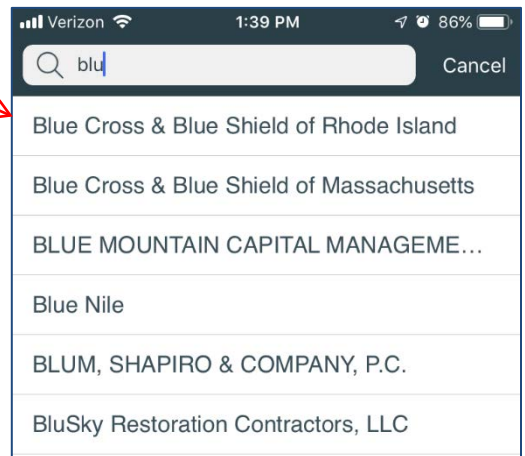 Verizon 1:39 PM 86%
blu Cancel
Blue Cross & Blue Shield of Rhode Island
Blue Cross & Blue Shield of Massachusetts
BLUE MOUNTAIN CAPITAL MANAGEME...
Blue Nile
BLUM, SHAPIRO & COMPANY, P.C.
BluSky Restoration Contractors, LLC